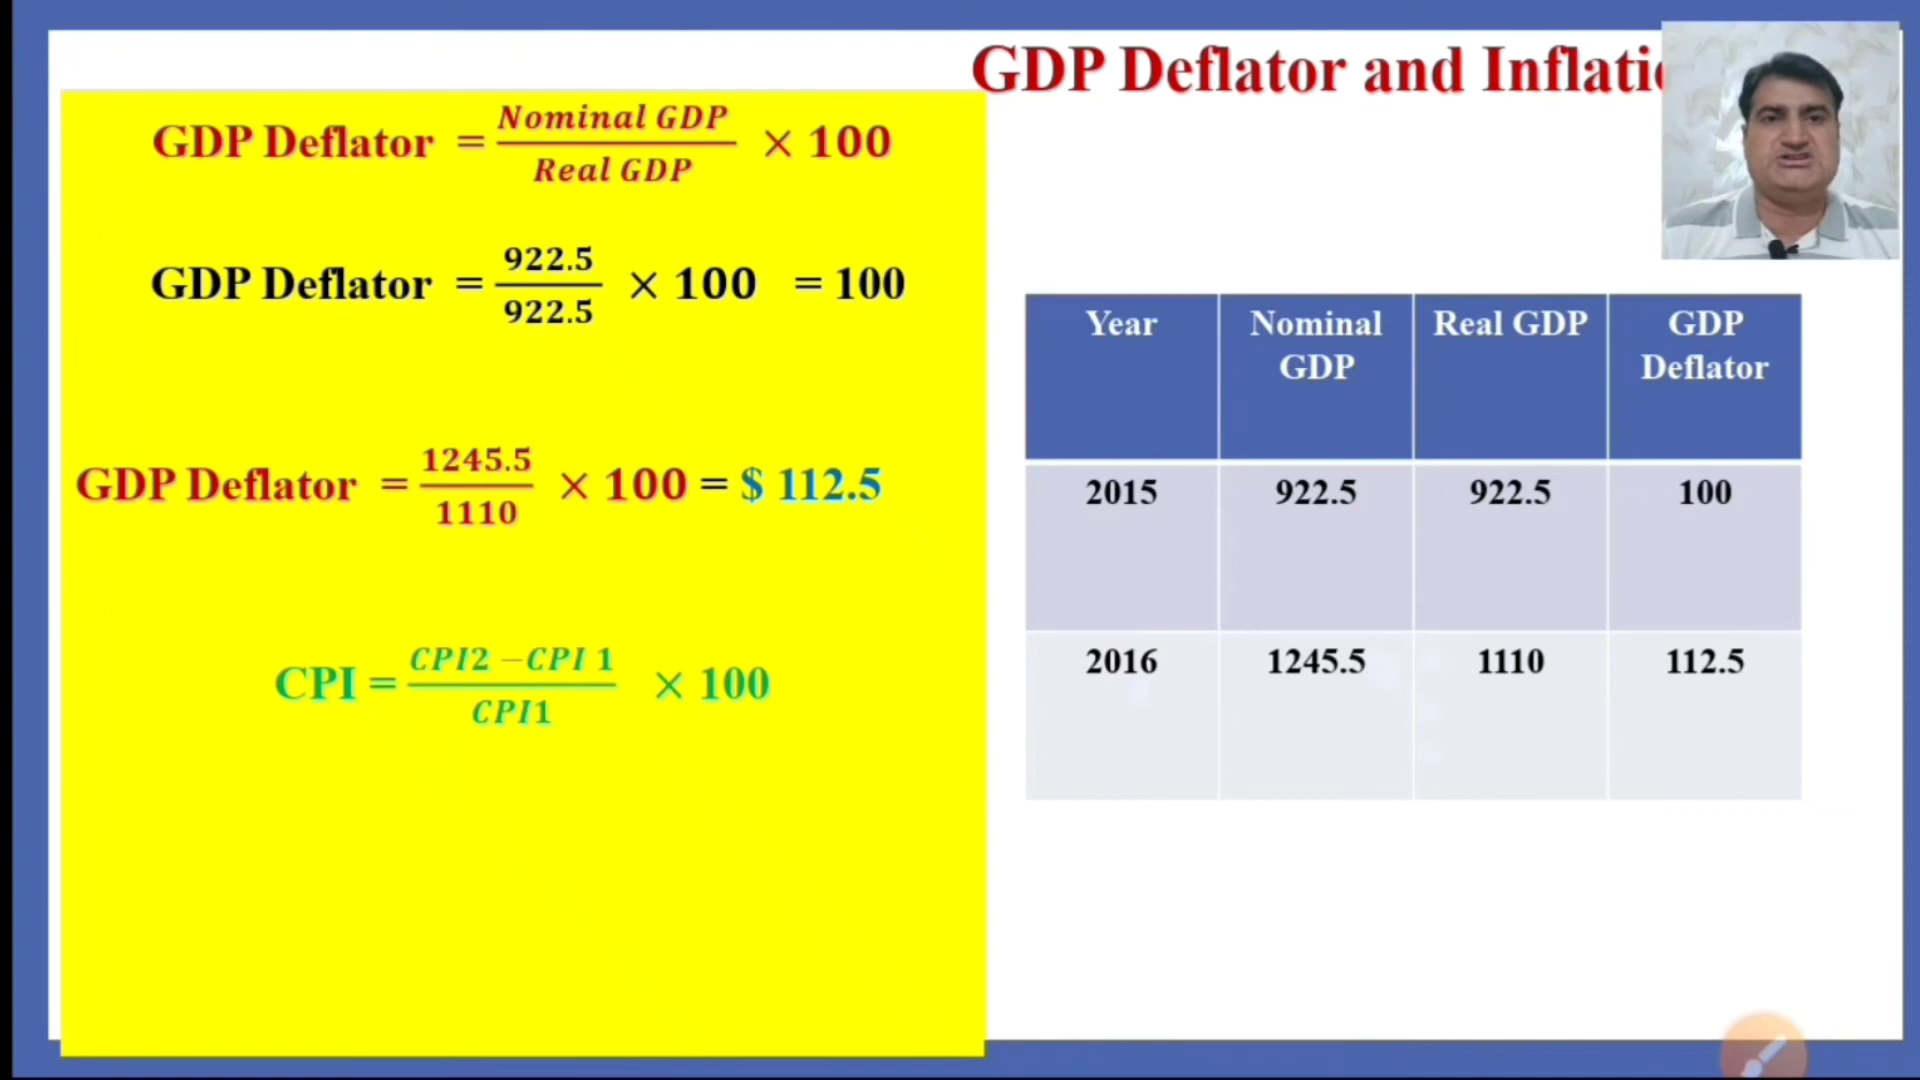 GDP Deflator and Inflati
GDP Deflator = Nominal GDP / Real GDP × 100
GDP Deflator = 922.5 / 922.5 × 100 = 100
GDP Deflator = 1245.5 / 1110 × 100 = $ 112.5
CPI = CPI2 – CPI 1 / CPI1 × 100
Year Nominal GDP Real GDP GDP Deflator
2015 922.5 922.5 100
2016 1245.5 1110 112.5